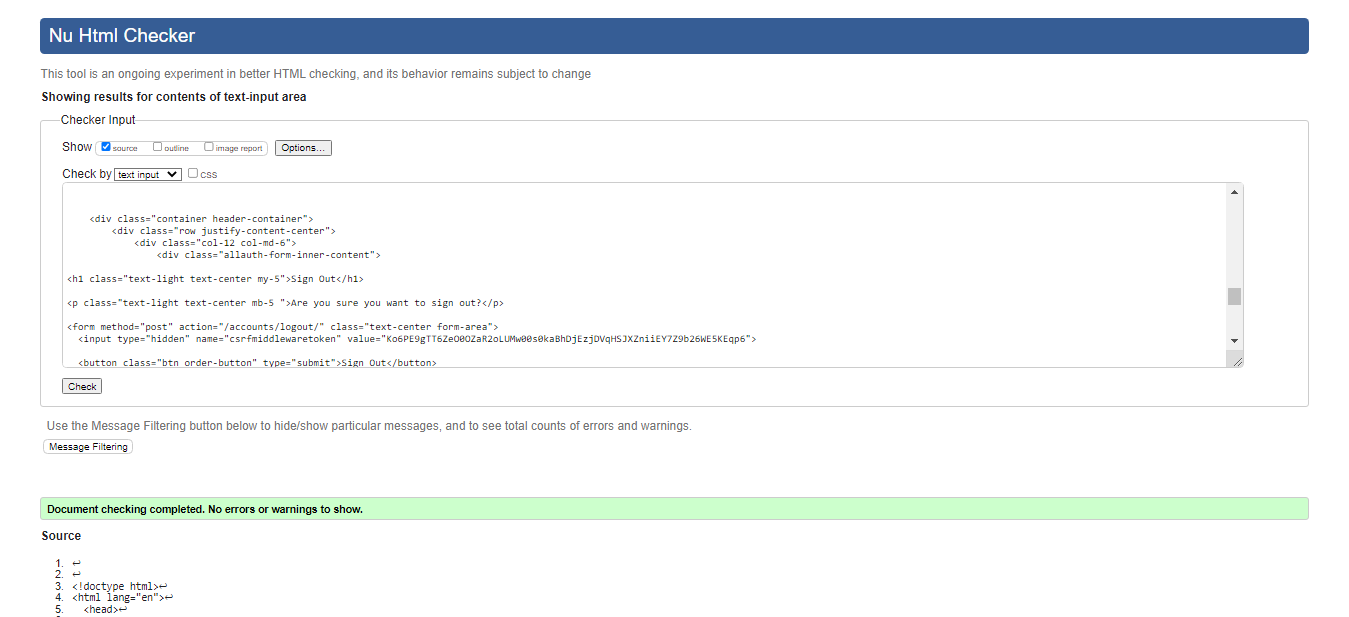 Nu Html Checker
This tool is an ongoing experiment in better HTML checking, and its behavior remains subject to change
Showing results for contents of text-input area
Checker Input
Show source outline image report Options...
Check by text input css
<div class="container header-container">
<div class="row justify-content-center">
<div class="col-12 col-md-6">
<div class="allauth-form-inner-content">
<h1 class="text-light text-center my-5">Sign Out</h1>
<p class="text-light text-center mb-5 ">Are you sure you want to sign out?</p>
<form method="post" action="/accounts/logout/" class="text-center form-area">
<input type="hidden" name="csrfmiddlewaretoken" value="Ko6PE9gTT6ZeO0OZaR2oLUMw00s0kaBhDjEzjDVqHSJXZniiEY7Z9b26WE5KEqp6">
<button class="btn order-button" type="submit">Sign Out</button>
Check
Use the Message Filtering button below to hide/show particular messages, and to see total counts of errors and warnings.
Message Filtering
Document checking completed. No errors or warnings to show.
Source
1. ↩
2. ↩
3. <!doctype html>↩
4. <html lang="en">↩
5. <head>↩